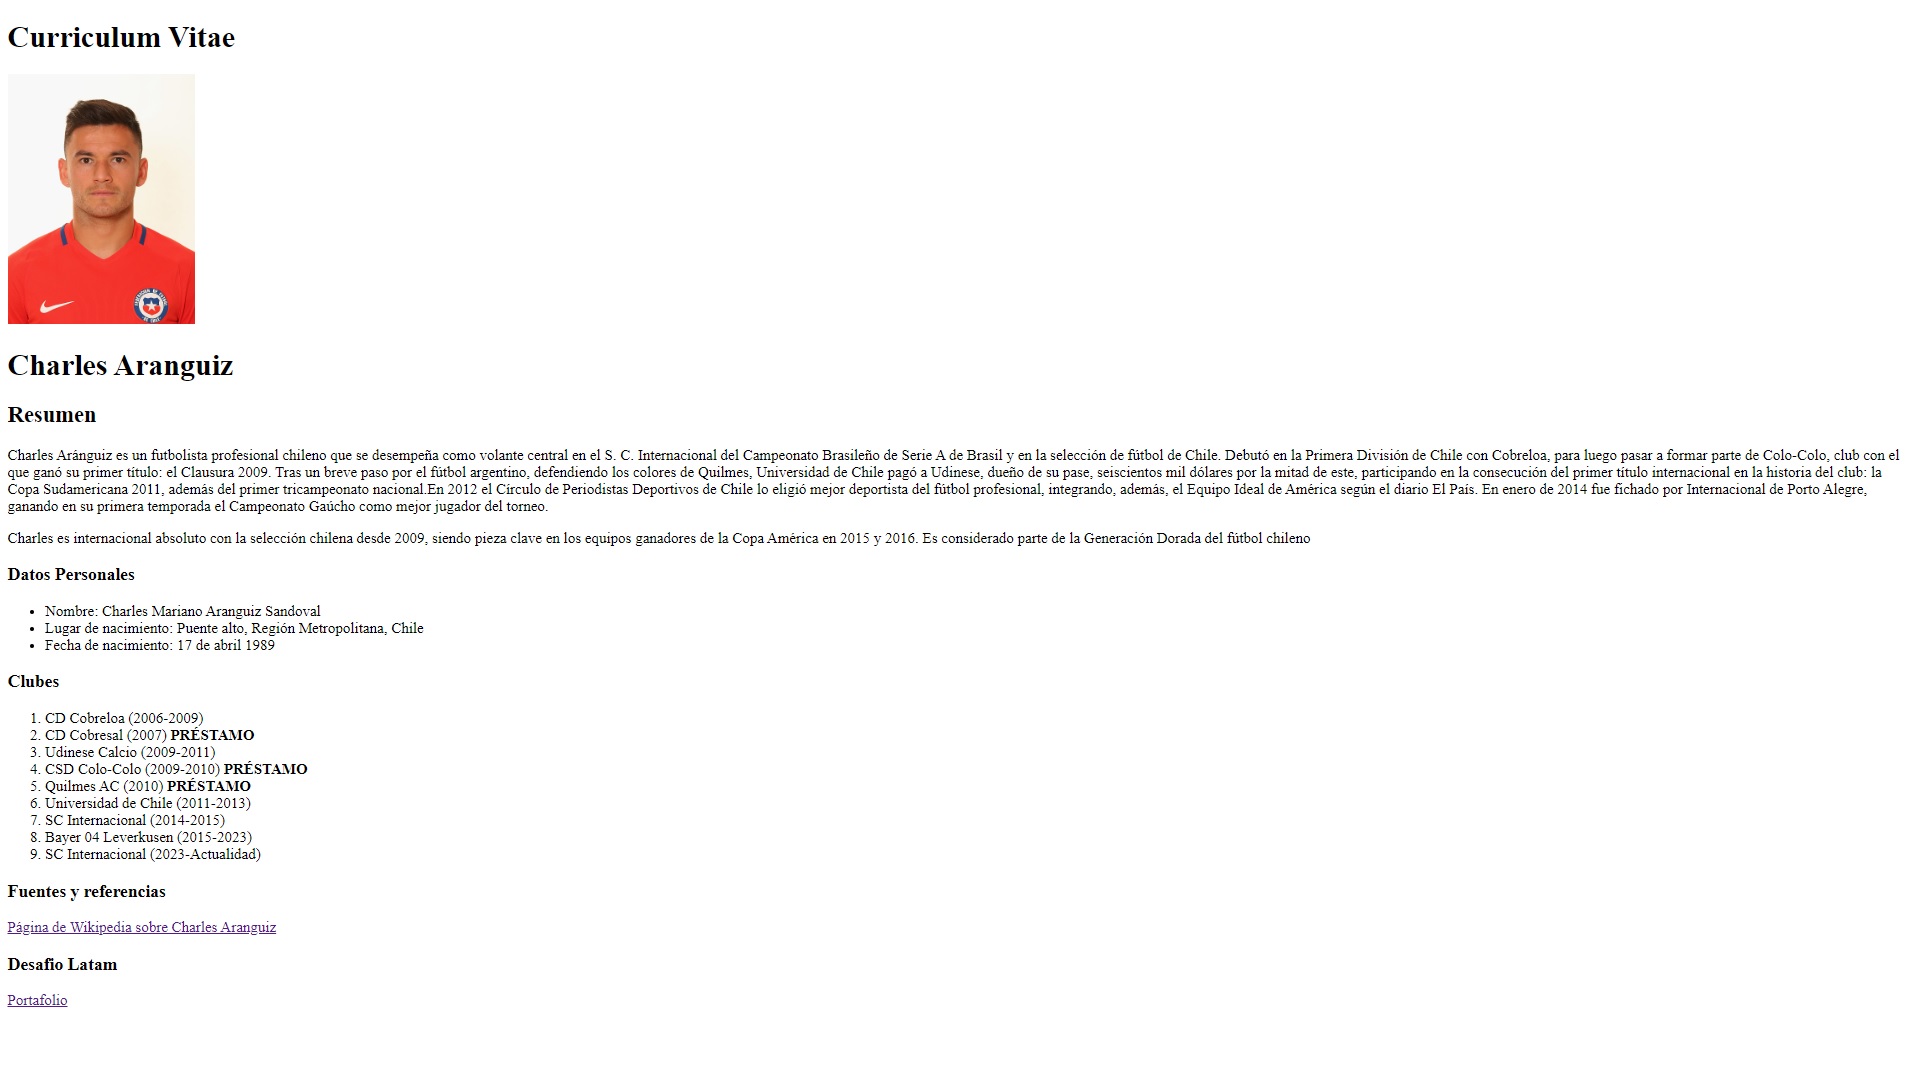 Curriculum Vitae
Charles Aranguiz
Resumen
Charles Aránguiz es un futbolista profesional chileno que se desempeña como volante central en el S. C. Internacional del Campeonato Brasileño de Serie A de Brasil y en la selección de fútbol de Chile. Debutó en la Primera División de Chile con Cobreloa, para luego pasar a formar parte de Colo-Colo, club con el
que ganó su primer título: el Clausura 2009. Tras un breve paso por el fútbol argentino, defendiendo los colores de Quilmes, Universidad de Chile pagó a Udinese, dueño de su pase, seiscientos mil dólares por la mitad de este, participando en la consecución del primer título internacional en la historia del club: la
Copa Sudamericana 2011, además del primer tricampeonato nacional.En 2012 el Círculo de Periodistas Deportivos de Chile lo eligió mejor deportista del fútbol profesional, integrando, además, el Equipo Ideal de América según el diario El País. En enero de 2014 fue fichado por Internacional de Porto Alegre,
ganando en su primera temporada el Campeonato Gaúcho como mejor jugador del torneo.
Charles es internacional absoluto con la selección chilena desde 2009, siendo pieza clave en los equipos ganadores de la Copa América en 2015 y 2016. Es considerado parte de la Generación Dorada del fútbol chileno
Datos Personales
• Nombre: Charles Mariano Aranguiz Sandoval
• Lugar de nacimiento: Puente alto, Región Metropolitana, Chile
• Fecha de nacimiento: 17 de abril 1989
Clubes
1. CD Cobreloa (2006-2009)
2. CD Cobresal (2007) PRÉSTAMO
3. Udinese Calcio (2009-2011)
4. CSD Colo-Colo (2009-2010) PRÉSTAMO
5. Quilmes AC (2010) PRÉSTAMO
6. Universidad de Chile (2011-2013)
7. SC Internacional (2014-2015)
8. Bayer 04 Leverkusen (2015-2023)
9. SC Internacional (2023-Actualidad)
Fuentes y referencias
Página de Wikipedia sobre Charles Aranguiz
Desafio Latam
Portafolio